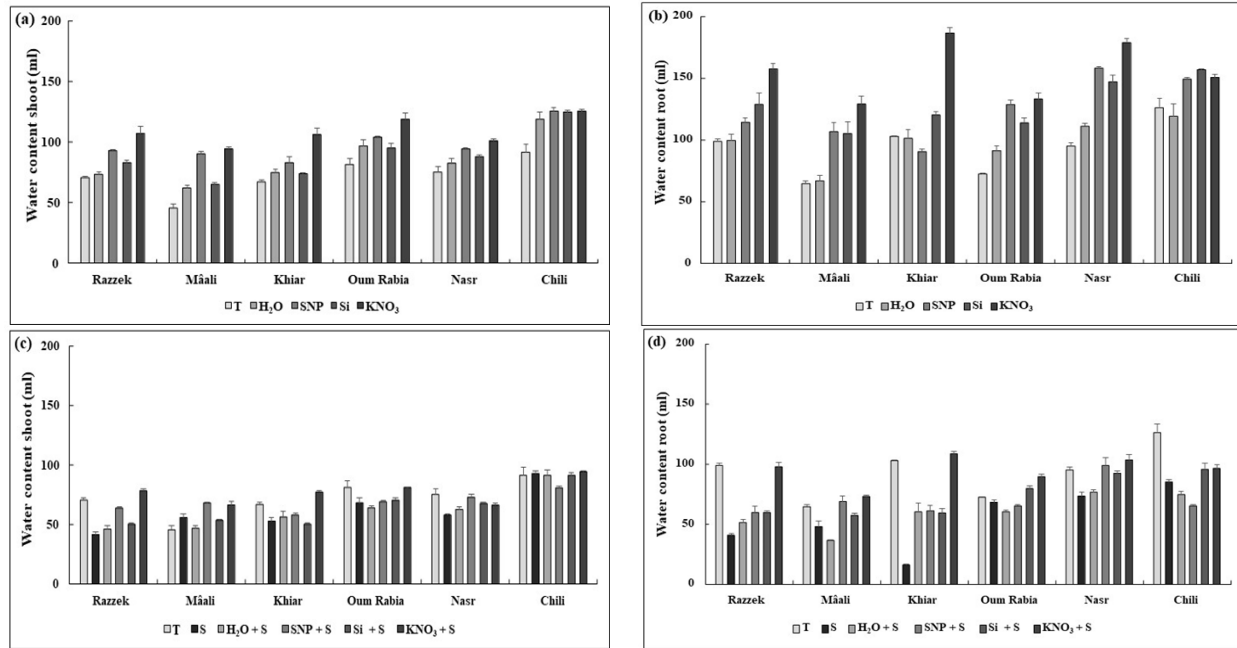 (a)
Water content shoot (ml)
200
150
100
50
0
Razzek Mâali Khiar Oum Rabia Nasr Chili
T H₂O SNP Si KNO₃
(b)
Water content root (ml)
200
150
100
50
0
Razzek Mâali Khiar Oum Rabia Nasr Chili
T H₂O SNP Si KNO₃
(c)
Water content shoot (ml)
200
150
100
50
0
Razzek Mâali Khiar Oum Rabia Nasr Chili
T S H₂O + S SNP + S Si + S KNO₃ + S
(d)
Water content root (ml)
200
150
100
50
0
Razzek Mâali Khiar Oum Rabia Nasr Chili
T S H₂O + S SNP + S Si + S KNO₃ + S